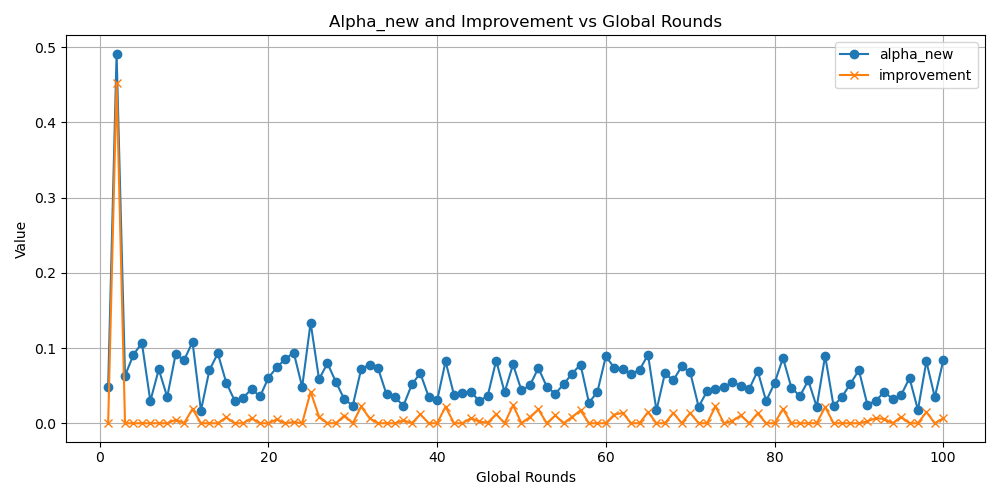 Alpha_new and Improvement vs Global Rounds
alpha_new
improvement
Value
0.5
0.4
0.3
0.2
0.1
0.0
0 20 40 60 80 100
Global Rounds